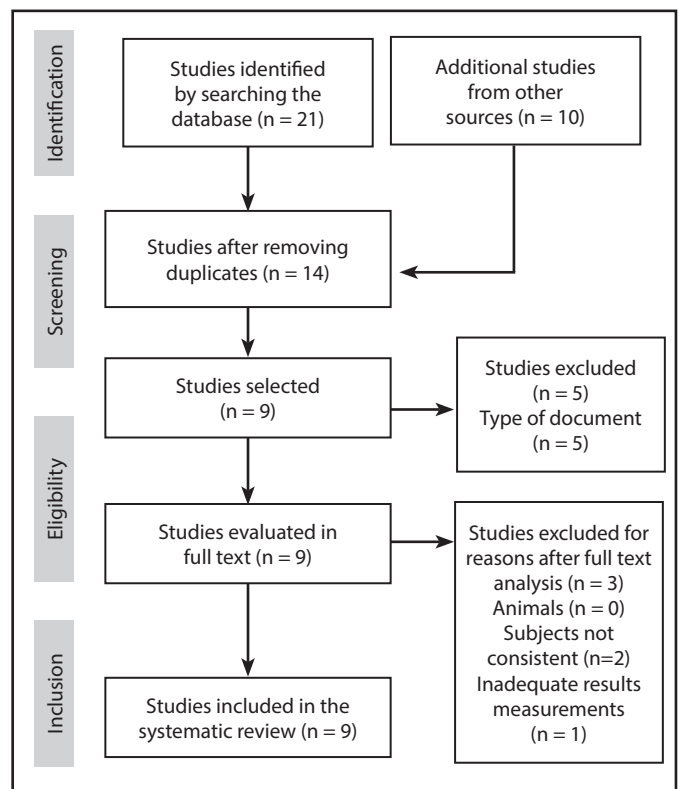 Identification
Studies identified
by searching the
database (n = 21)
Additional studies
from other
sources (n = 10)
Screening
Studies after removing
duplicates (n = 14)
Studies selected
(n = 9)
Studies excluded
(n = 5)
Type of document
(n = 5)
Eligibility
Studies evaluated in
full text (n = 9)
Studies excluded for
reasons after full text
analysis (n = 3)
Animals (n = 0)
Subjects not
consistent (n=2)
Inadequate results
measurements
(n = 1)
Inclusion
Studies included in the
systematic review (n = 9)